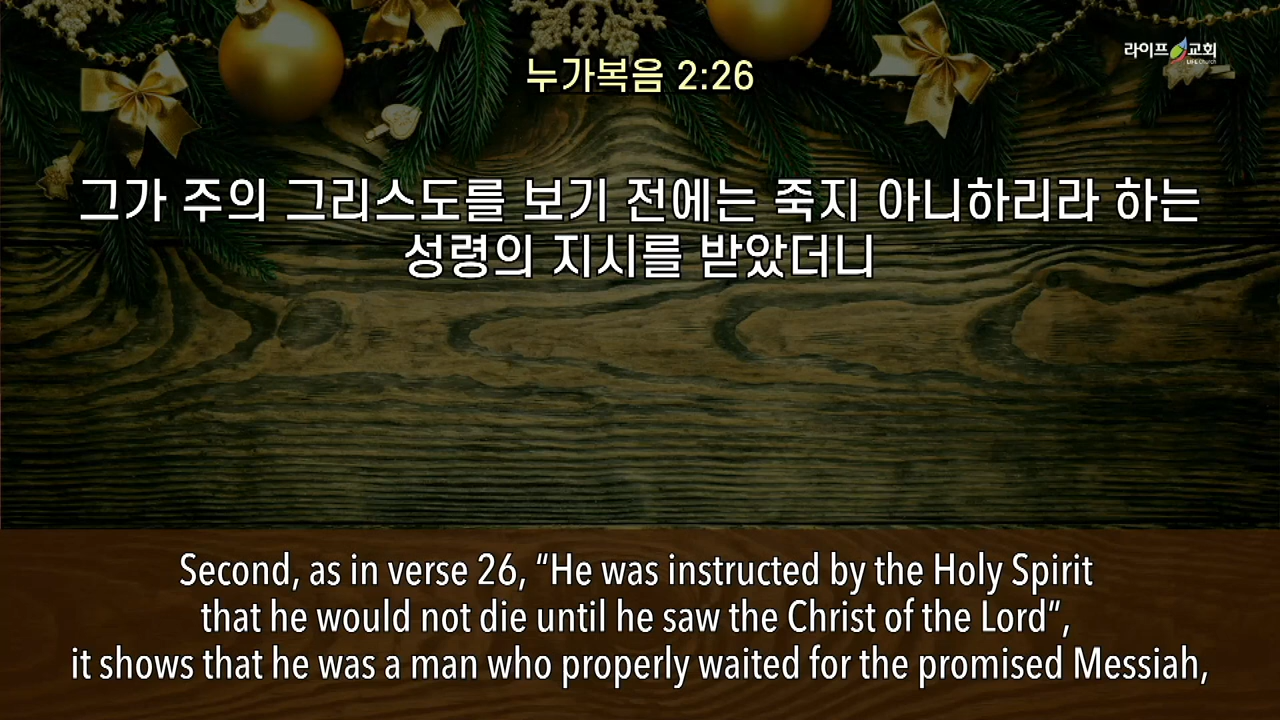 라이프 교회
LIFE Church
누가복음 2:26
그가 주의 그리스도를 보기 전에는 죽지 아니하리라 하는
성령의 지시를 받았더니
Second, as in verse 26, “He was instructed by the Holy Spirit
that he would not die until he saw the Christ of the Lord”,
it shows that he was a man who properly waited for the promised Messiah,